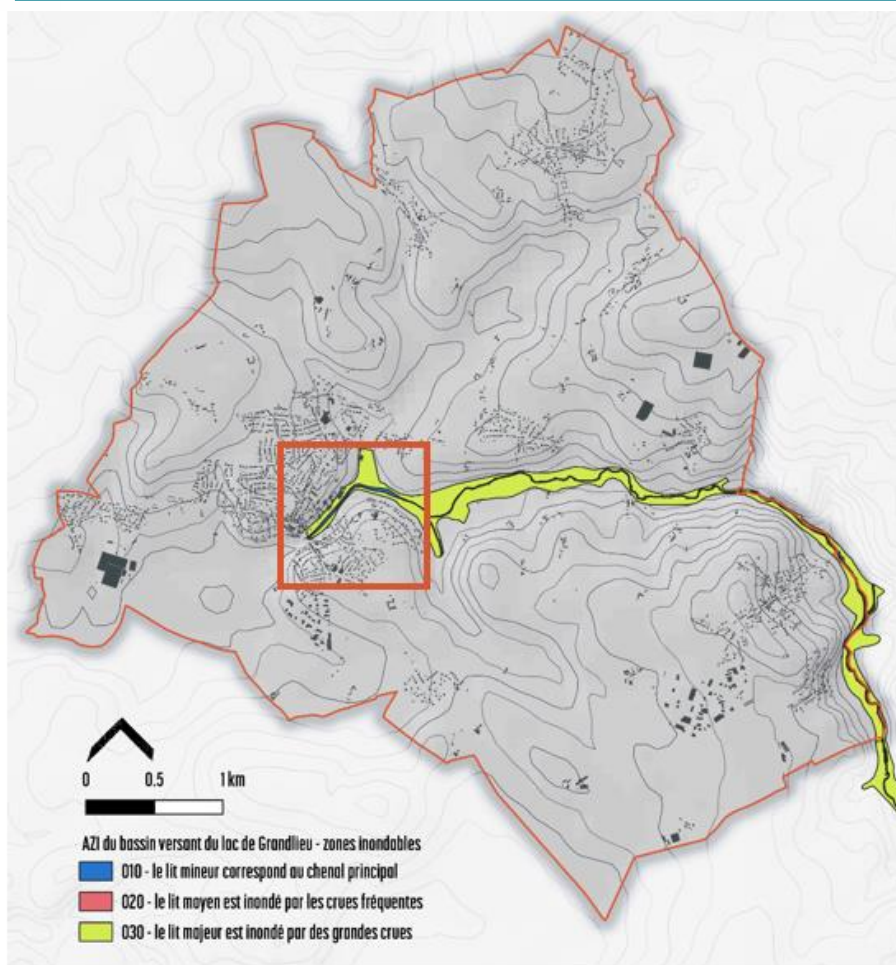 0 0.5 1km
AZI du bassin versant du lac de Grandlieu - zones inondables
010 - le lit mineur correspond au chenal principal
020 - le lit moyen est inondé par les crues fréquentes
030 - le lit majeur est inondé par des grandes crues